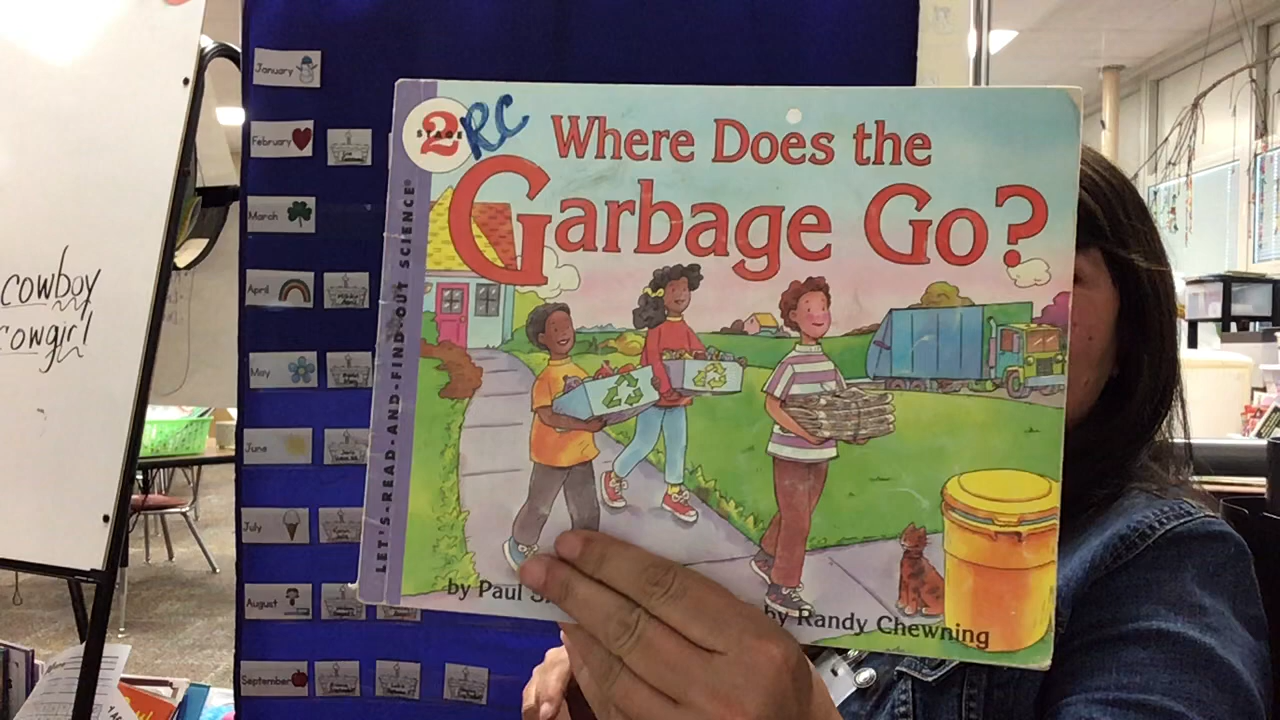 cowboy
cowgirl
January
February
March
April
May
June
July
August
September
STAGE
2
RC
Where Does the
Garbage Go?
LET'S-READ-AND-FIND-OUT SCIENCE®
by Paul
by Randy Chewning